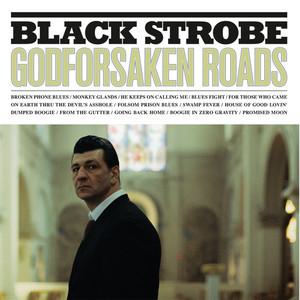 BLACK STROBE
GODFORSAKEN ROADS
BROKEN PHONE BLUES / MONKEY GLANDS / HE KEEPS ON CALLING ME / BLUES FIGHT / FOR THOSE WHO CAME
ON EARTH THRU THE DEVIL'S ASSHOLE / FOLSOM PRISON BLUES / SWAMP FEVER / HOUSE OF GOOD LOVIN'
DUMPED BOOGIE / FROM THE GUTTER / GOING BACK HOME / BOOGIE IN ZERO GRAVITY / PROMISED MOON